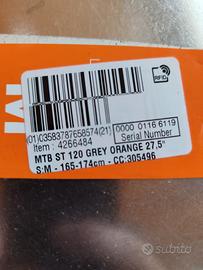 RFID
(01)03583787658574(21)
0000 0116 6119
Item : 4266484
Serial Number
MTB ST 120 GREY ORANGE 27,5"
S:M - 165-174cm - CC:305496
subito